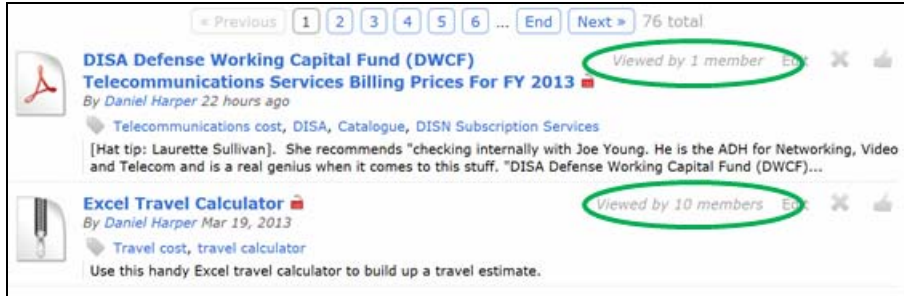 « Previous 1 2 3 4 5 6 ... End Next » 76 total
DISA Defense Working Capital Fund (DWCF) Viewed by 1 member Edit
Telecommunications Services Billing Prices For FY 2013
By Daniel Harper 22 hours ago
Telecommunications cost, DISA, Catalogue, DISN Subscription Services
[Hat tip: Laurette Sullivan]. She recommends "checking internally with Joe Young. He is the ADH for Networking, Video
and Telecom and is a real genius when it comes to this stuff. "DISA Defense Working Capital Fund (DWCF)...
Excel Travel Calculator Viewed by 10 members Edit
By Daniel Harper Mar 19, 2013
Travel cost, travel calculator
Use this handy Excel travel calculator to build up a travel estimate.